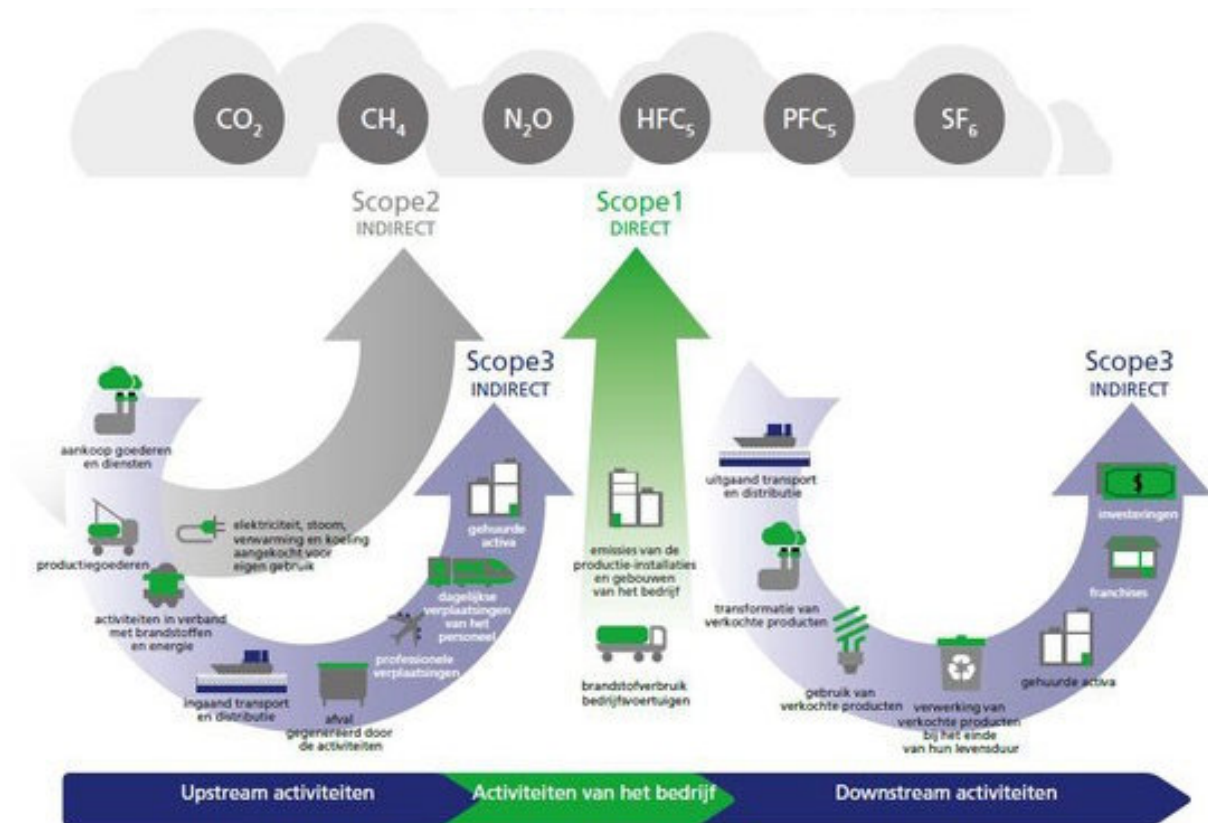 CO₂
CH₄
N₂O
HFC₅
PFC₅
SF₆
Scope2
INDIRECT
Scope1
DIRECT
Scope3
INDIRECT
Scope3
INDIRECT
aankoop goederen
en diensten
productiegoederen
elektriciteit, stoom,
verwarming en koeling
aangekocht voor
eigen gebruik
activiteiten in verband
met brandstoffen
en energie
ingaand transport
en distributie
afval
gegenereerd door
de activiteiten
professionele
verplaatsingen
dagelijkse
verplaatsingen
van het
personeel
gehuurde
activa
emissies van de
productie-installaties
en gebouwen
van het bedrijf
brandstofverbruik
bedrijfsvoertuigen
uitgaand transport
en distributie
transformatie van
verkochte producten
gebruik van
verkochte producten
verwerking van
verkochte producten
bij het einde
van hun levensduur
gehuurde activa
franchises
$
investeringen
Upstream activiteiten
Activiteiten van het bedrijf
Downstream activiteiten